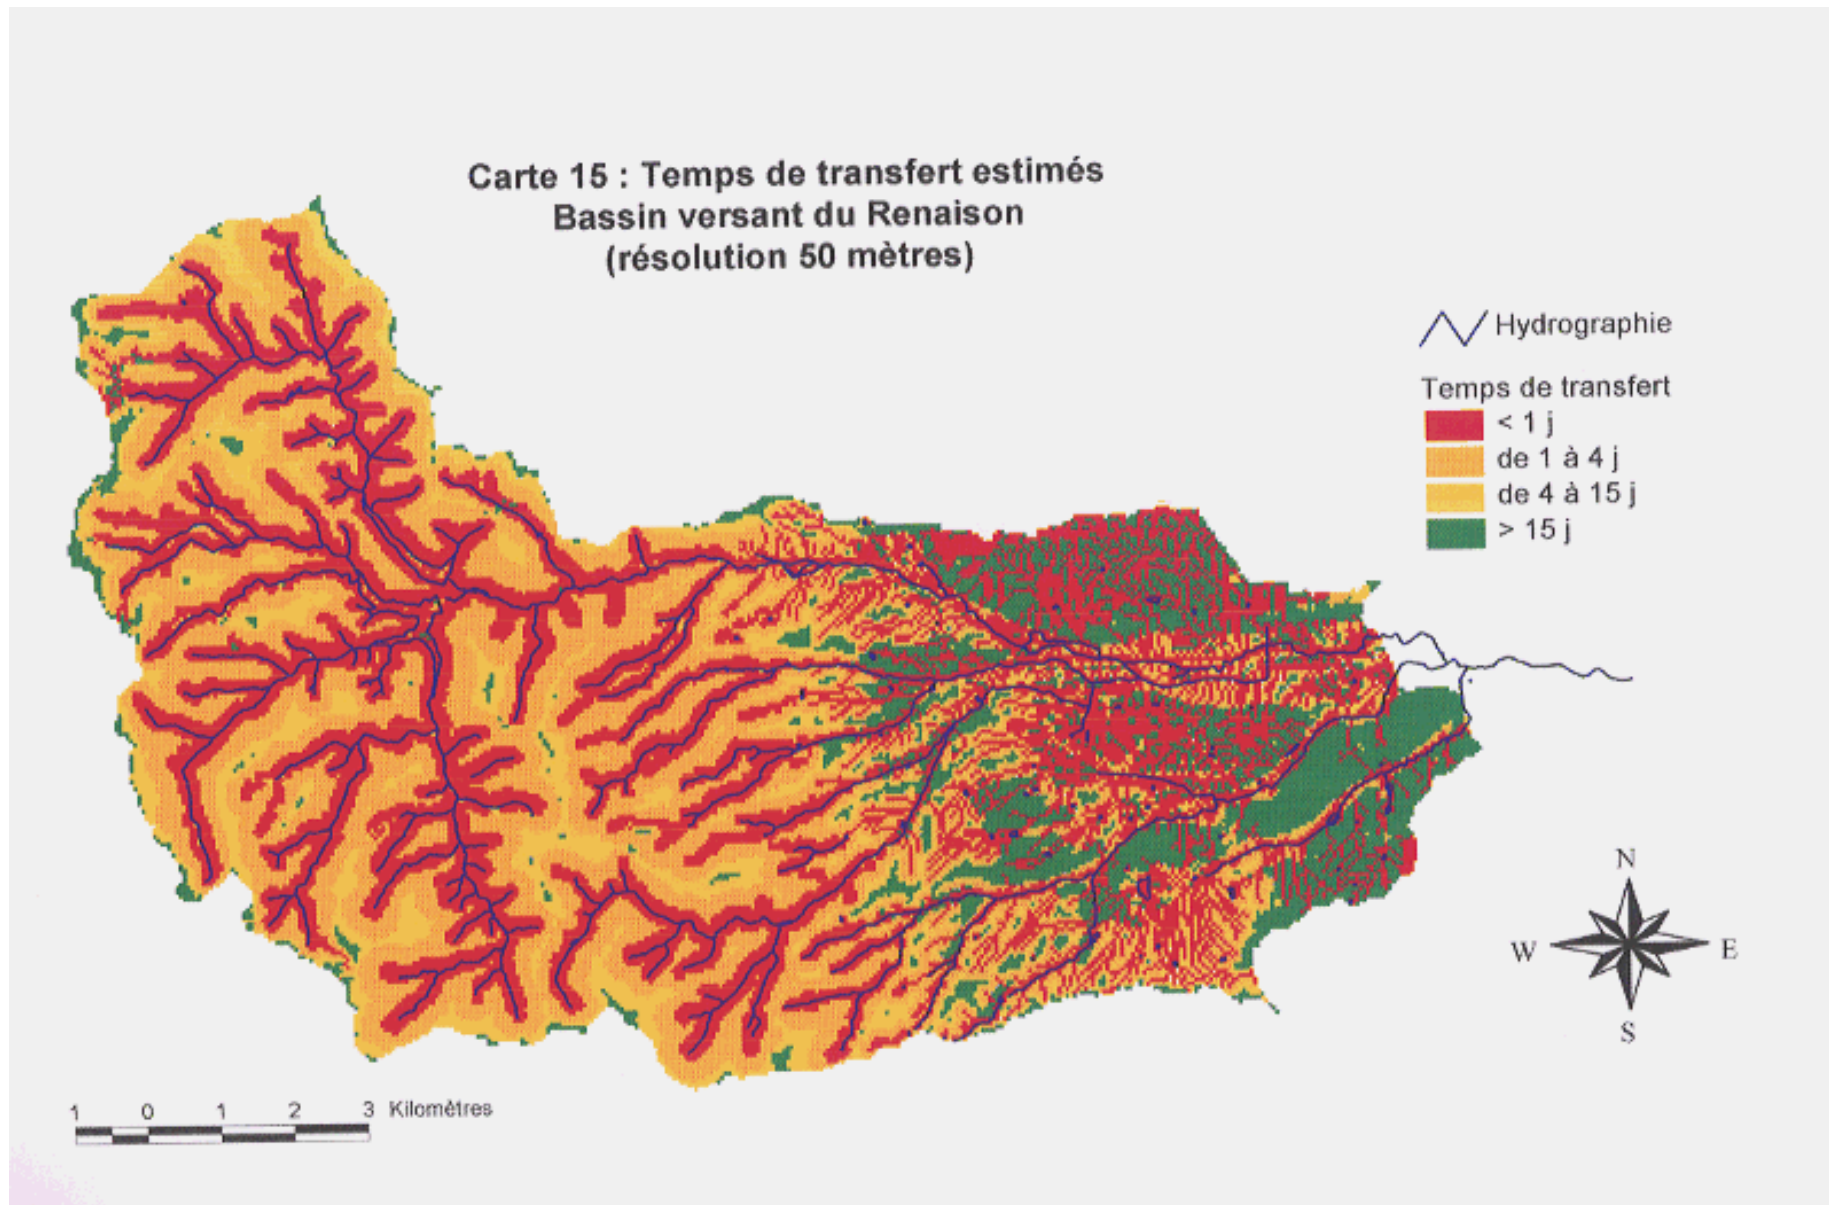 Carte 15 : Temps de transfert estimés
Bassin versant du Renaison
(résolution 50 mètres)
Hydrographie
Temps de transfert
< 1 j
de 1 à 4 j
de 4 à 15 j
> 15 j
N
W E
S
1 0 1 2 3 Kilomètres